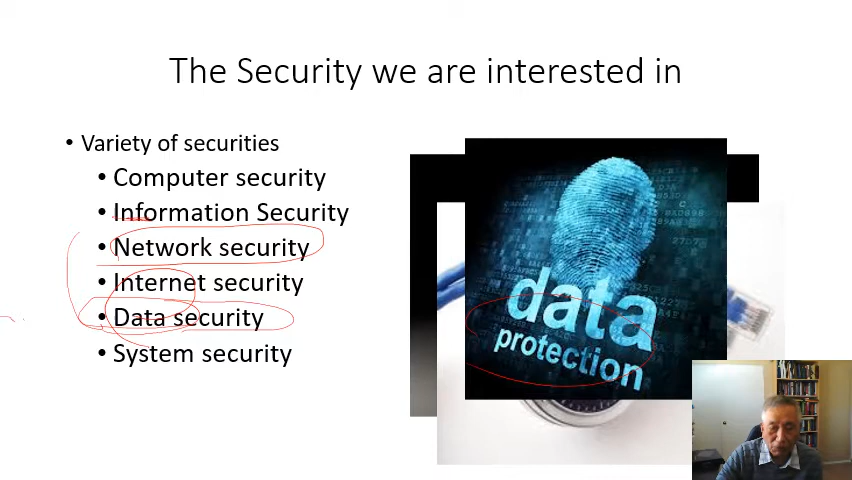 The Security we are interested in
• Variety of securities
• Computer security
• Information Security
• Network security
• Internet security
• Data security
• System security
data
protection